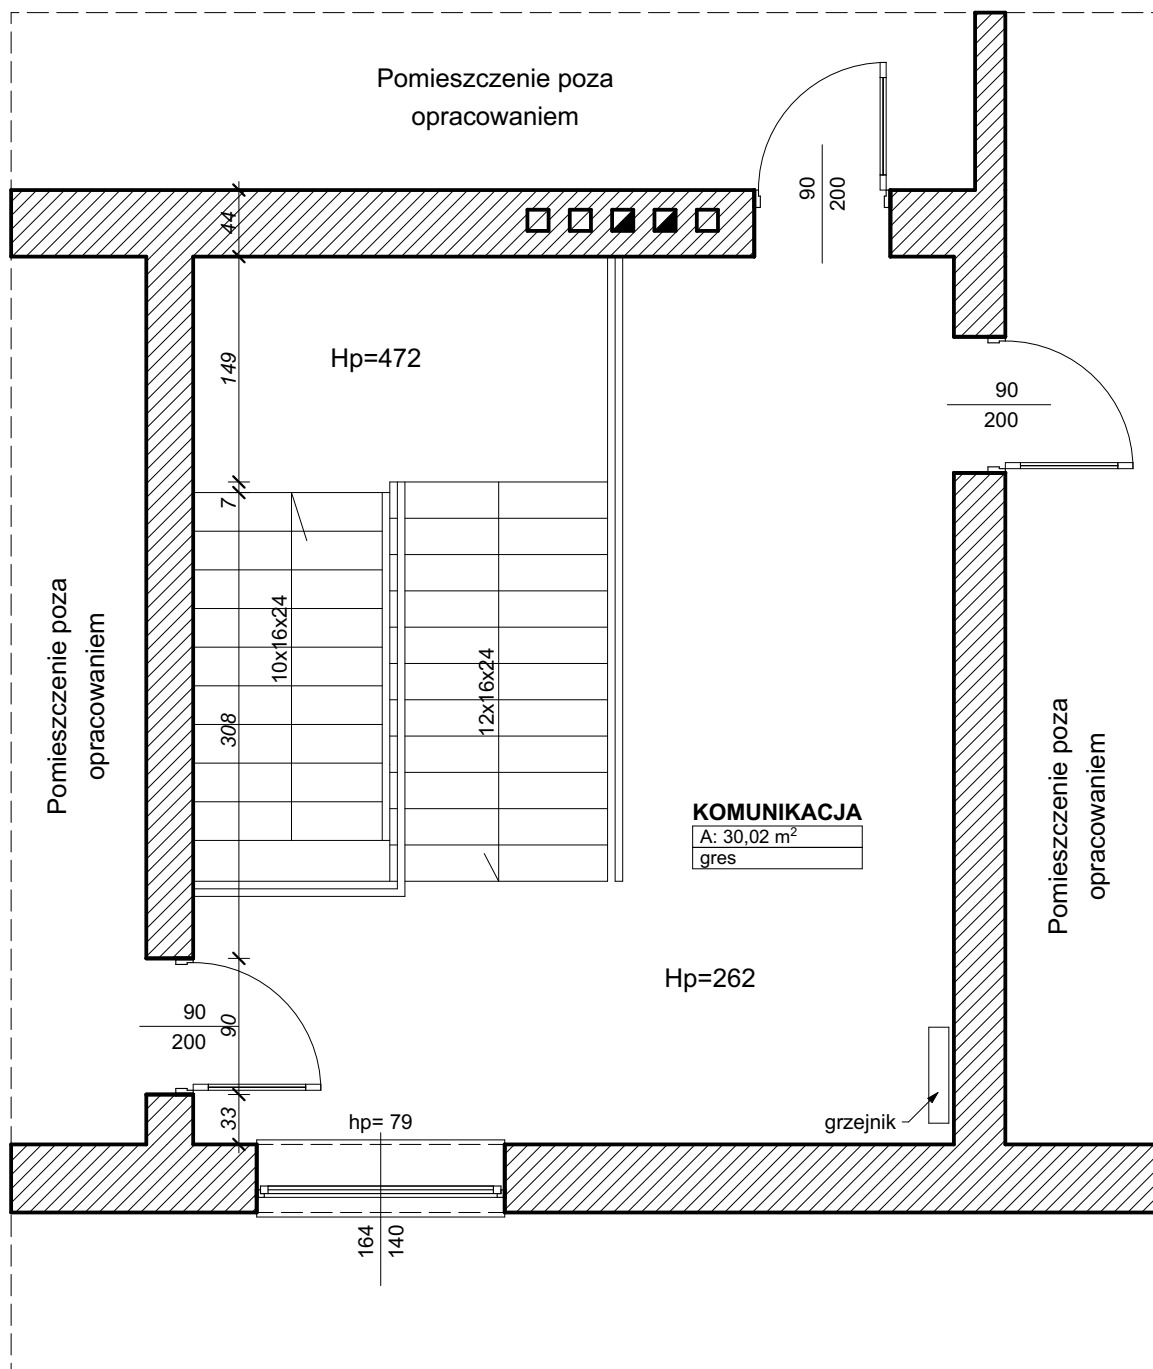 Pomieszczenie poza
opracowaniem
90
200
44
149
Hp=472
90
200
7
10x16x24
12x16x24
308
Pomieszczenie poza
opracowaniem
KOMUNIKACJA
A: 30,02 m²
gres
Pomieszczenie poza
opracowaniem
Hp=262
90
200
90
33
hp= 79
grzejnik
164
140